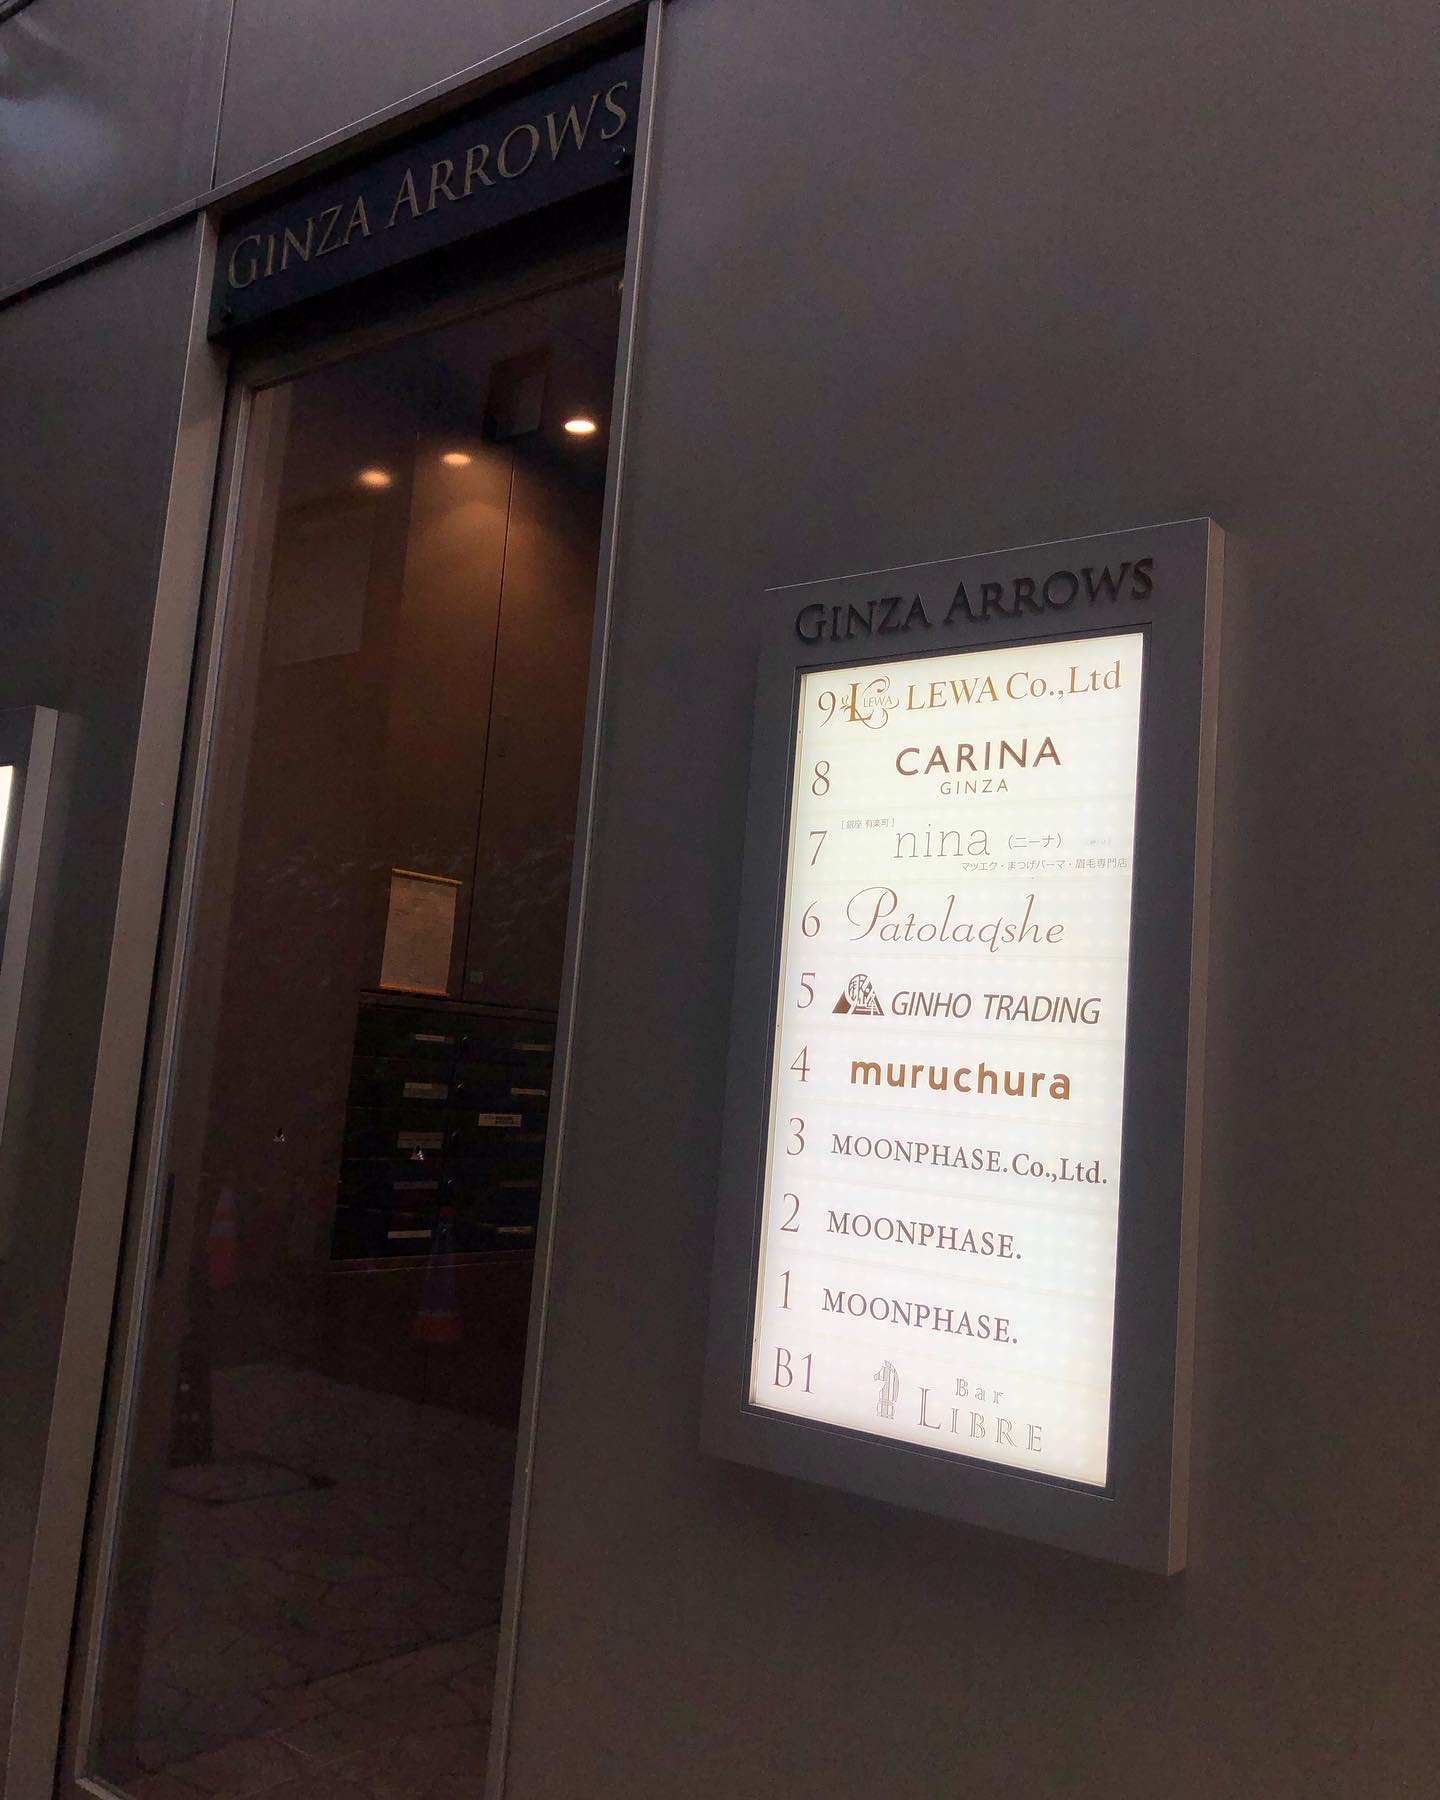 GINZA ARROWS
GINZA ARROWS
9 LEWA LEWA Co.,Ltd
8 CARINA
GINZA
[銀座 有楽町]
7 nina (ニーナ)
マツエク・まつげパーマ・眉毛専門店
6 Patolaqshe
5 GINHO TRADING
4 muruchura
3 MOONPHASE.Co.,Ltd.
2 MOONPHASE.
1 MOONPHASE.
B1 Bar
LIBRE